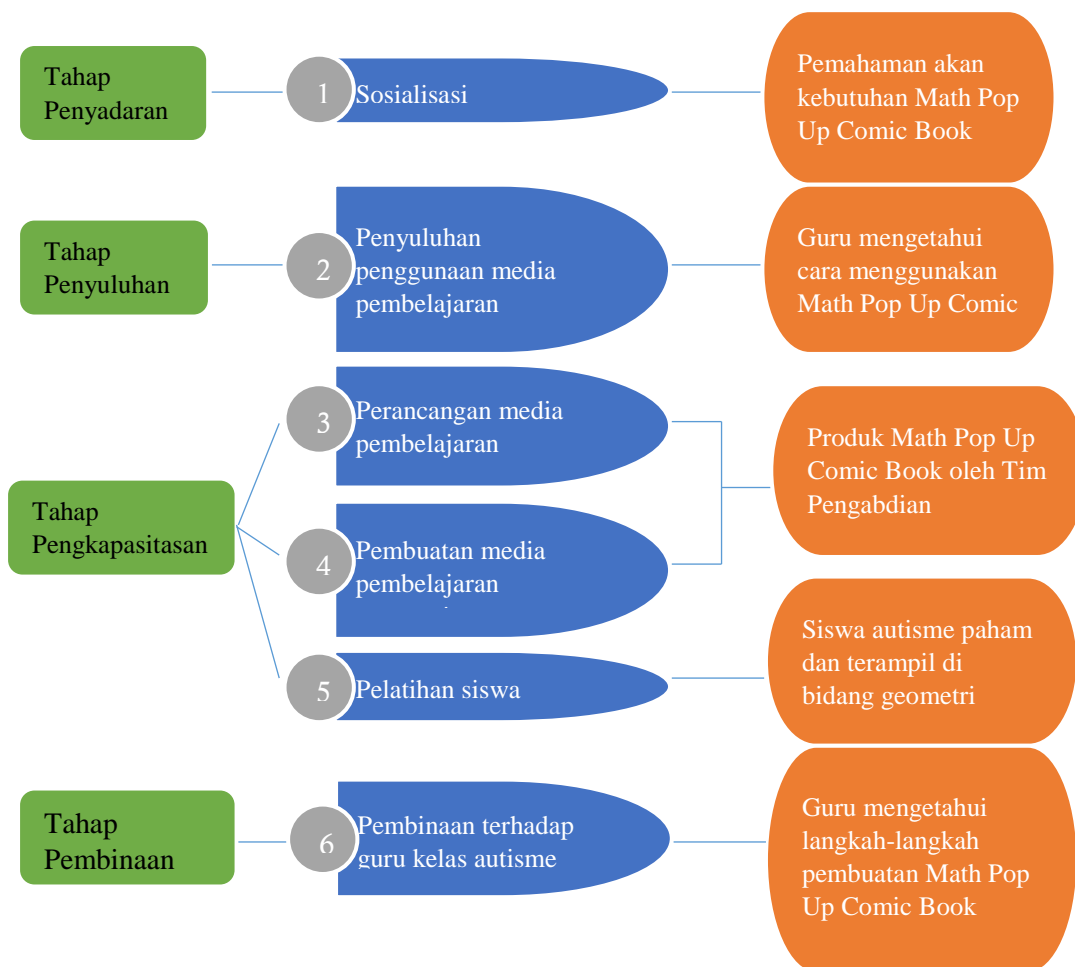 Tahap
Penyadaran
1
Sosialisasi
Pemahaman akan
kebutuhan Math Pop
Up Comic Book
Tahap
Penyuluhan
2
Penyuluhan
penggunaan media
pembelajaran
Guru mengetahui
cara menggunakan
Math Pop Up Comic
Tahap
Pengkapasitasan
3
Perancangan media
pembelajaran
4
Pembuatan media
pembelajaran
Produk Math Pop Up
Comic Book oleh Tim
Pengabdian
5
Pelatihan siswa
Siswa autisme paham
dan terampil di
bidang geometri
Tahap
Pembinaan
6
Pembinaan terhadap
guru kelas autisme
Guru mengetahui
langkah-langkah
pembuatan Math Pop
Up Comic Book